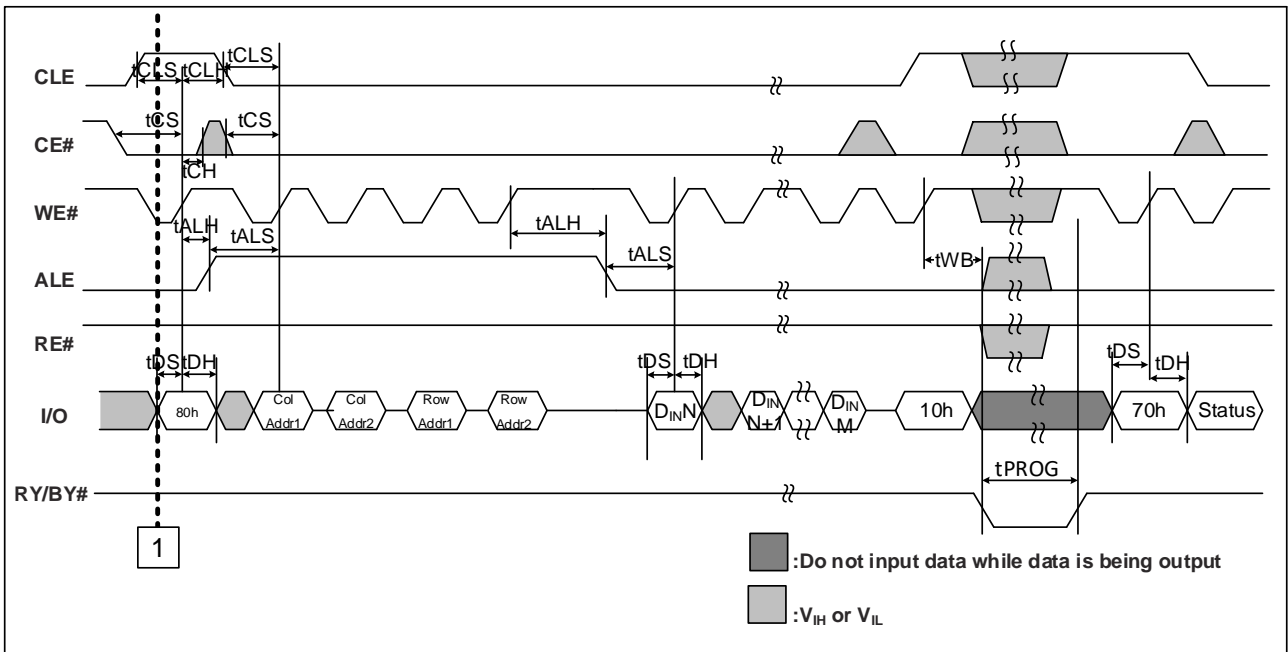 CLE
tCLS tCLH tCLS
CE#
tCS tCS
tCH
WE#
tALH tALS tALH tALS
ALE
tWB
RE#
tDS tDH tDS tDH tDS tDH
I/O
80h
Col Addr1
Col Addr2
Row Addr1
Row Addr2
DINN
DIN N+1
DIN M
10h
70h
Status
tPROG
RY/BY#
1
:Do not input data while data is being output
:VIH or VIL